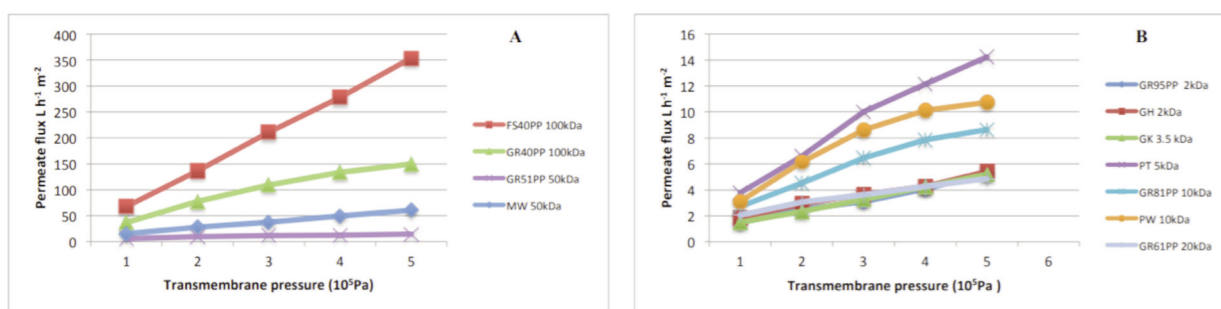 A
Permeate flux L h⁻¹ m⁻²
400
350
300
250
200
150
100
50
0
1 2 3 4 5
Transmembrane pressure (10⁵Pa)
FS40PP 100kDa
GR40PP 100kDa
GR51PP 50kDa
MW 50kDa
B
Permeate flux L h⁻¹ m⁻²
16
14
12
10
8
6
4
2
0
1 2 3 4 5 6
Transmembrane pressure (10⁵Pa )
GR95PP 2kDa
GH 2kDa
GK 3.5 kDa
PT 5kDa
GR81PP 10kDa
PW 10kDa
GR61PP 20kDa